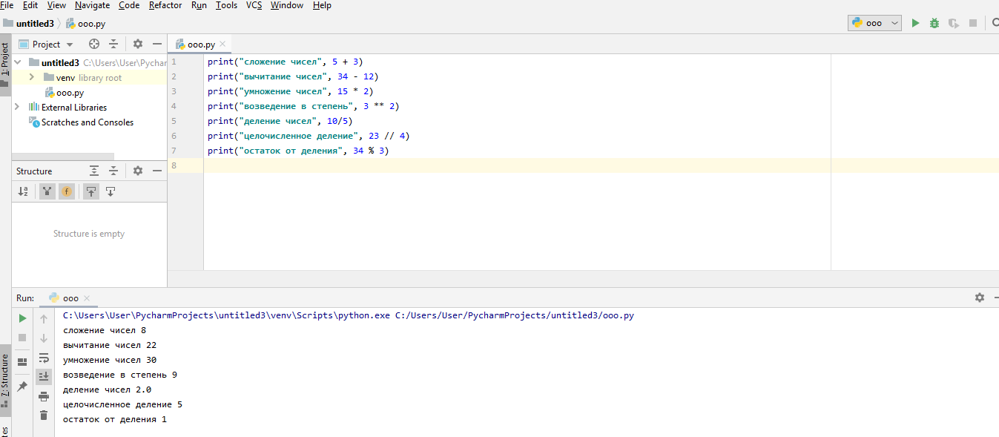 File Edit View Navigate Code Refactor Run Tools VCS Window Help
untitled3 ooo.py
ooo
1: Project
Project
ooo.py
untitled3 C:\Users\User\Pychar
venv library root
ooo.py
External Libraries
Scratches and Consoles
1 print("сложение чисел", 5 + 3)
2 print("вычитание чисел", 34 - 12)
3 print("умножение чисел", 15 * 2)
4 print("возведение в степень", 3 ** 2)
5 print("деление чисел", 10/5)
6 print("целочисленное деление", 23 // 4)
7 print("остаток от деления", 34 % 3)
8
Structure
Structure is empty
Run: ooo
C:\Users\User\PycharmProjects\untitled3\venv\Scripts\python.exe C:/Users/User/PycharmProjects/untitled3/ooo.py
сложение чисел 8
вычитание чисел 22
умножение чисел 30
возведение в степень 9
деление чисел 2.0
целочисленное деление 5
остаток от деления 1
7: Structure